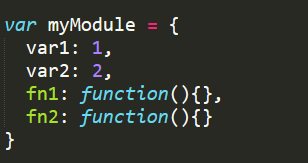 var myModule = {
  var1: 1,
  var2: 2,
  fn1: function(){},
  fn2: function(){}
}